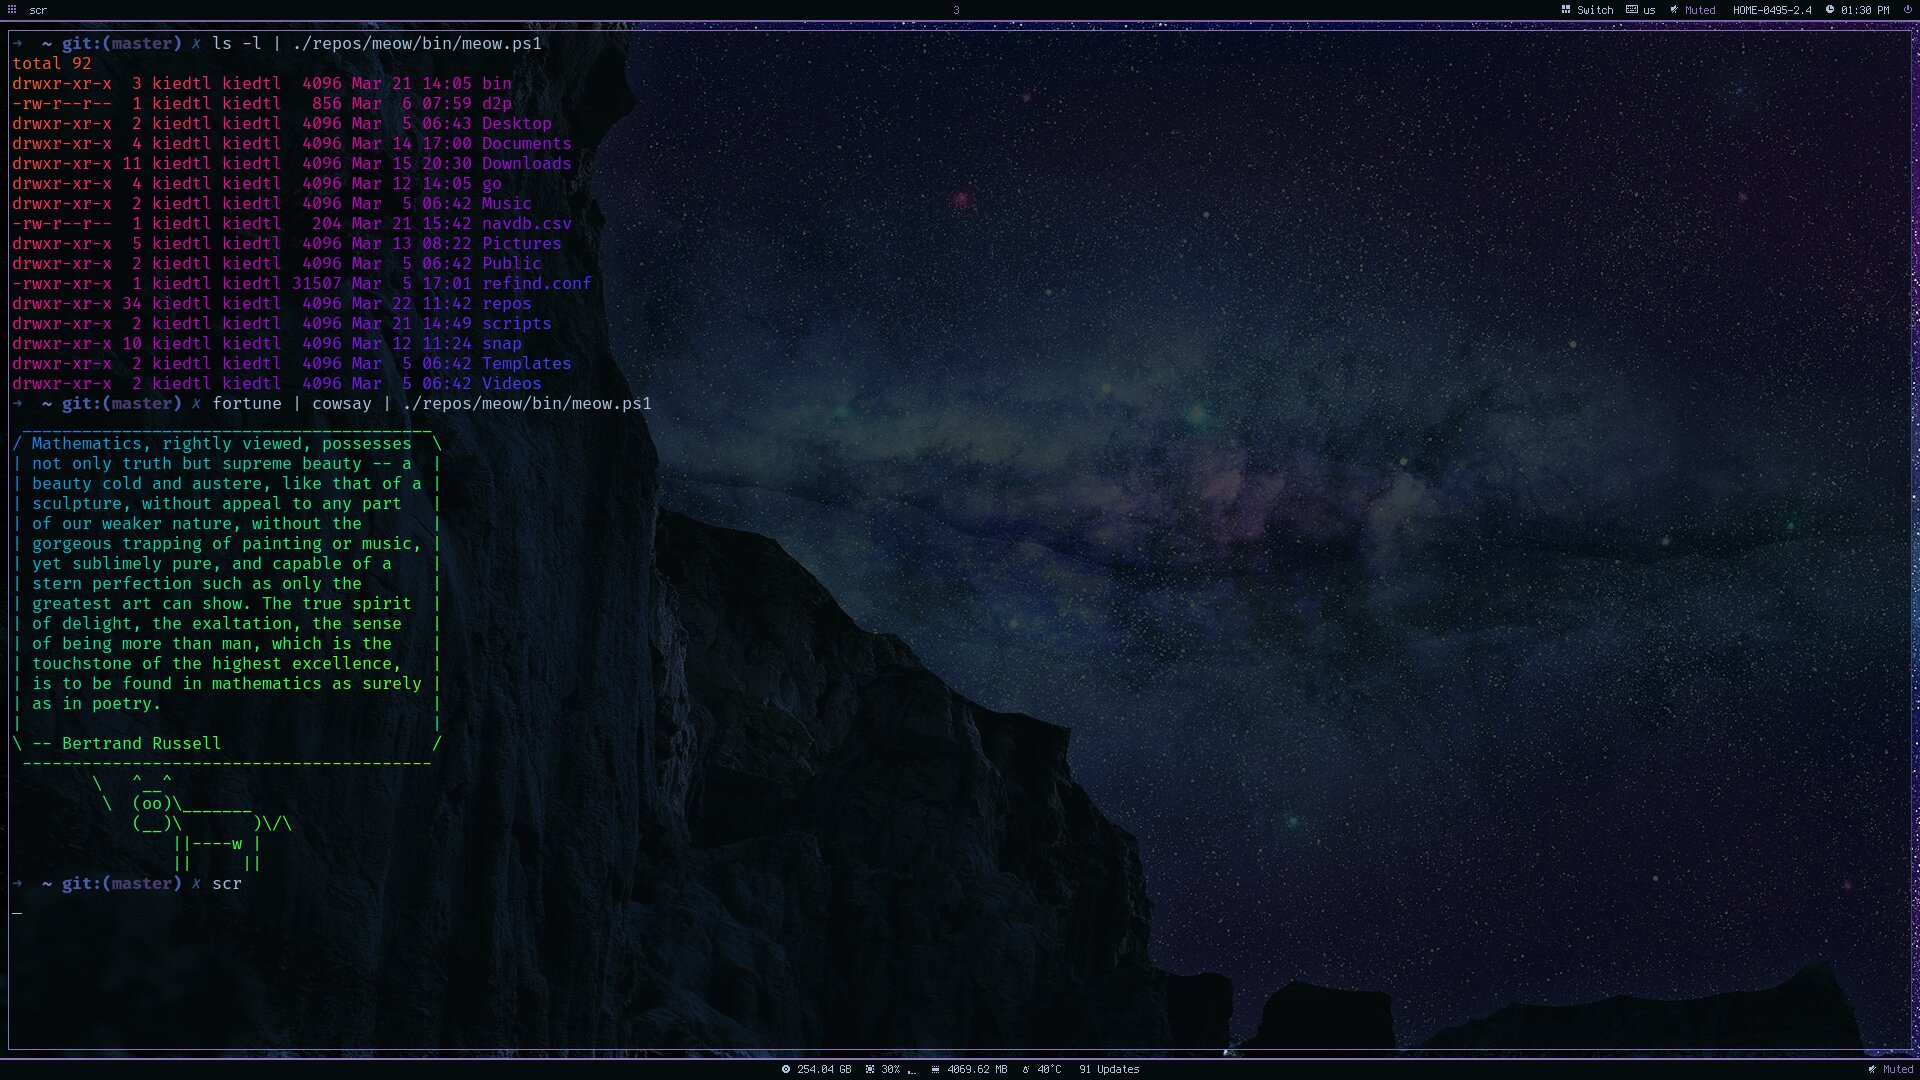 scr 3 Switch us Muted HOME-0495-2.4 01:30 PM
→  ~ git:(master) ✗ ls -l | ./repos/meow/bin/meow.ps1
total 92
drwxr-xr-x  3 kiedtl kiedtl  4096 Mar 21 14:05 bin
-rw-r--r--  1 kiedtl kiedtl   856 Mar  6 07:59 d2p
drwxr-xr-x  2 kiedtl kiedtl  4096 Mar  5 06:43 Desktop
drwxr-xr-x  4 kiedtl kiedtl  4096 Mar 14 17:00 Documents
drwxr-xr-x 11 kiedtl kiedtl  4096 Mar 15 20:30 Downloads
drwxr-xr-x  4 kiedtl kiedtl  4096 Mar 12 14:05 go
drwxr-xr-x  2 kiedtl kiedtl  4096 Mar  5 06:42 Music
-rw-r--r--  1 kiedtl kiedtl   204 Mar 21 15:42 navdb.csv
drwxr-xr-x  5 kiedtl kiedtl  4096 Mar 13 08:22 Pictures
drwxr-xr-x  2 kiedtl kiedtl  4096 Mar  5 06:42 Public
-rwxr-xr-x  1 kiedtl kiedtl 31507 Mar  5 17:01 refind.conf
drwxr-xr-x 34 kiedtl kiedtl  4096 Mar 22 11:42 repos
drwxr-xr-x  2 kiedtl kiedtl  4096 Mar 21 14:49 scripts
drwxr-xr-x 10 kiedtl kiedtl  4096 Mar 12 11:24 snap
drwxr-xr-x  2 kiedtl kiedtl  4096 Mar  5 06:42 Templates
drwxr-xr-x  2 kiedtl kiedtl  4096 Mar  5 06:42 Videos
→  ~ git:(master) ✗ fortune | cowsay | ./repos/meow/bin/meow.ps1
 _________________________________________
/ Mathematics, rightly viewed, possesses  \
| not only truth but supreme beauty -- a  |
| beauty cold and austere, like that of a |
| sculpture, without appeal to any part   |
| of our weaker nature, without the       |
| gorgeous trapping of painting or music, |
| yet sublimely pure, and capable of a    |
| stern perfection such as only the       |
| greatest art can show. The true spirit  |
| of delight, the exaltation, the sense   |
| of being more than man, which is the    |
| touchstone of the highest excellence,   |
| is to be found in mathematics as surely |
| as in poetry.                           |
|                                         |
\ -- Bertrand Russell                     /
 -----------------------------------------
        \   ^__^
         \  (oo)\_______
            (__)\       )\/\
                ||----w |
                ||     ||
→  ~ git:(master) ✗ scr
_
254.04 GB 30% 4069.62 MB 40°C 91 Updates Muted